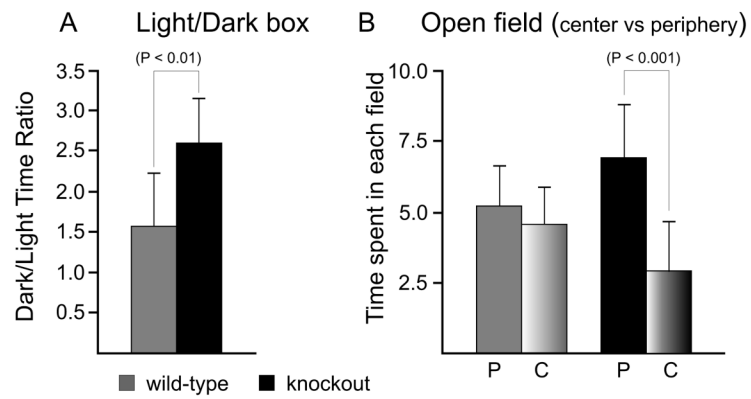 A Light/Dark box
(P < 0.01)
3.5
3.0
2.5
2.0
1.5
1.0
0.5
Dark/Light Time Ratio
B Open field (center vs periphery)
(P < 0.001)
10.0
7.5
5.0
2.5
Time spent in each field
P C P C
wild-type knockout